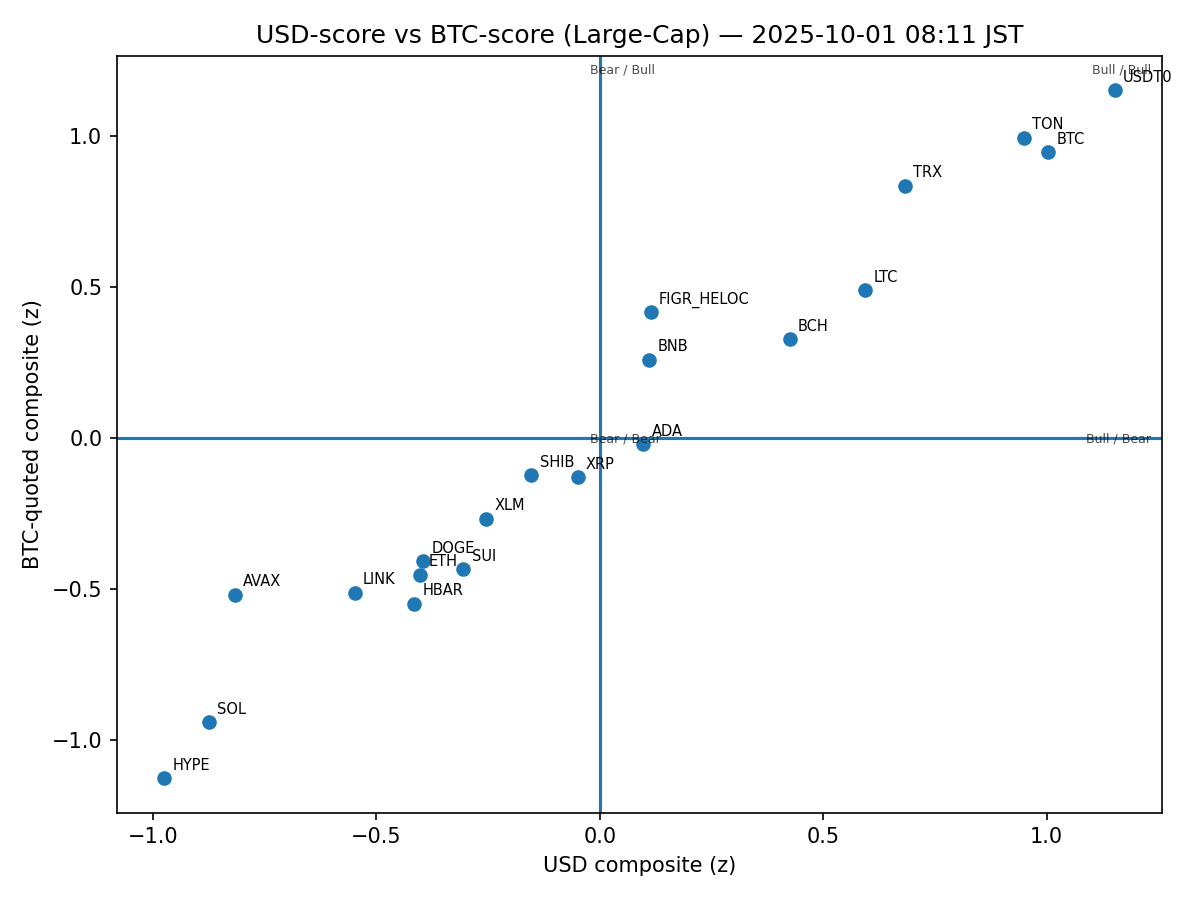 USD-score vs BTC-score (Large-Cap) — 2025-10-01 08:11 JST
Bear / Bull
Bull / Bull
USDT0
TON
BTC
TRX
LTC
FIGR_HELOC
BCH
BNB
ADA
Bear / Bear
Bull / Bear
SHIB
XRP
XLM
DOGE
ETH
SUI
LINK
AVAX
HBAR
SOL
HYPE
1.0
0.5
0.0
−0.5
−1.0
BTC-quoted composite (z)
−1.0
−0.5
0.0
0.5
1.0
USD composite (z)